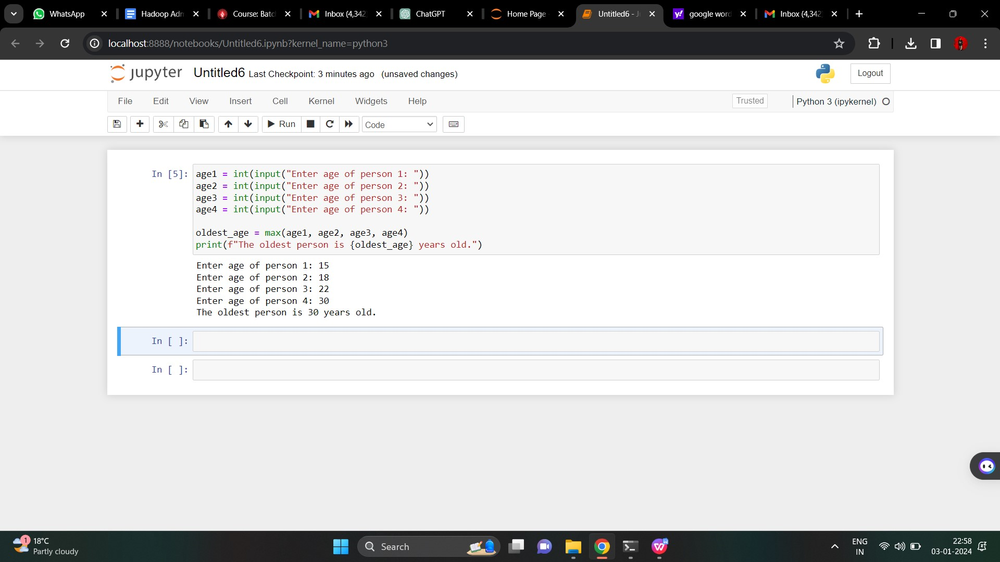 WhatsApp
Hadoop Adm
Course: Batc
Inbox (4,342
ChatGPT
Home Page
Untitled6 - J
google word
Inbox (4,342
localhost:8888/notebooks/Untitled6.ipynb?kernel_name=python3
jupyter Untitled6 Last Checkpoint: 3 minutes ago (unsaved changes)
Logout
File Edit View Insert Cell Kernel Widgets Help
Trusted
Python 3 (ipykernel)
Run
Code
In [5]: age1 = int(input("Enter age of person 1: "))
age2 = int(input("Enter age of person 2: "))
age3 = int(input("Enter age of person 3: "))
age4 = int(input("Enter age of person 4: "))
oldest_age = max(age1, age2, age3, age4)
print(f"The oldest person is {oldest_age} years old.")
Enter age of person 1: 15
Enter age of person 2: 18
Enter age of person 3: 22
Enter age of person 4: 30
The oldest person is 30 years old.
In [ ]:
In [ ]:
1
18°C
Partly cloudy
Search
ENG
IN
22:58
03-01-2024